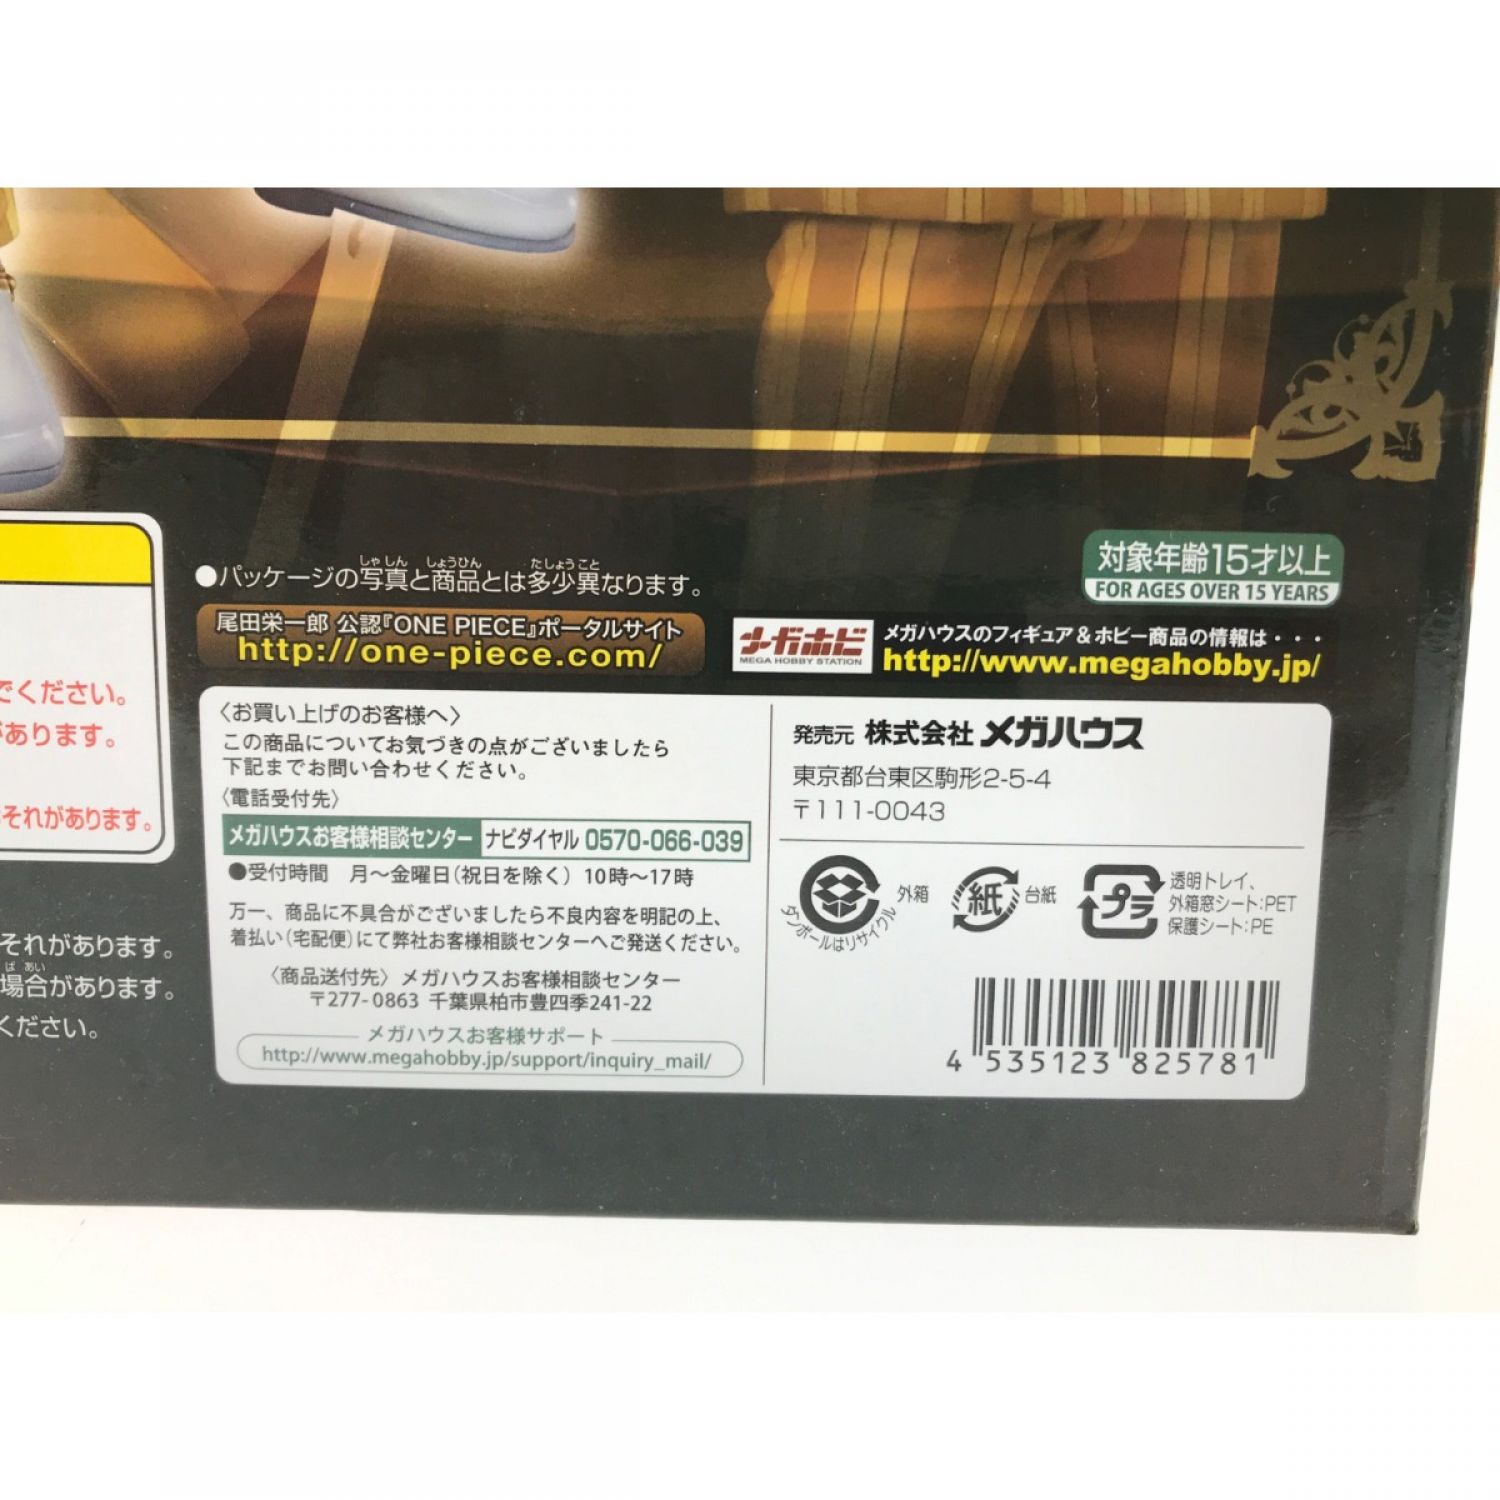 対象年齢15才以上
FOR AGES OVER 15 YEARS
しゃしん しょうひん たしょうこと
●パッケージの写真と商品とは多少異なります。
尾田栄一郎 公認『ONE PIECE』ポータルサイト
http://one-piece.com/
メガホビ
MEGA HOBBY STATION
メガハウスのフィギュア＆ホビー商品の情報は・・・
http://www.megahobby.jp/
でください。
があります。
それがあります。
それがあります。
ばあい
場合があります。
ください。
〈お買い上げのお客様へ〉
この商品についてお気づきの点がございましたら
下記までお問い合わせください。
〈電話受付先〉
メガハウスお客様相談センター ナビダイヤル 0570-066-039
●受付時間 月～金曜日(祝日を除く) 10時～17時
万一、商品に不具合がございましたら不良内容を明記の上、
着払い(宅配便)にて弊社お客様相談センターへご発送ください。
〈商品送付先〉メガハウスお客様相談センター
〒277-0863 千葉県柏市豊四季241-22
メガハウスお客様サポート
http://www.megahobby.jp/support/inquiry_mail/
発売元 株式会社 メガハウス
東京都台東区駒形2-5-4
〒111-0043
ダンボールはリサイクル
外箱
紙
台紙
プラ
透明トレイ、
外箱窓シート:PET
保護シート:PE
4 535123 825781